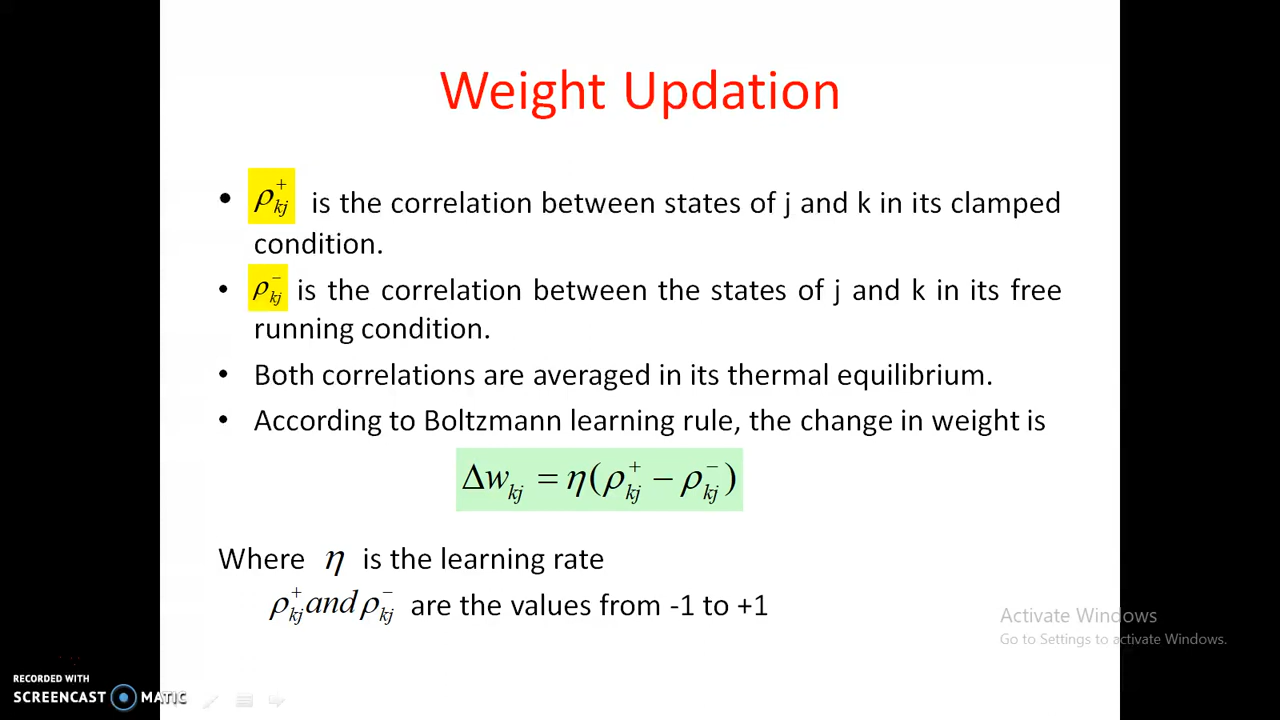 Weight Updation
• ρ⁺kj is the correlation between states of j and k in its clamped
condition.
• ρ⁻kj is the correlation between the states of j and k in its free
running condition.
• Both correlations are averaged in its thermal equilibrium.
• According to Boltzmann learning rule, the change in weight is
Δwkj = η(ρ⁺kj − ρ⁻kj)
Where η is the learning rate
ρ⁺kj and ρ⁻kj are the values from -1 to +1
Activate Windows
Go to Settings to activate Windows.
RECORDED WITH
SCREENCAST MATIC